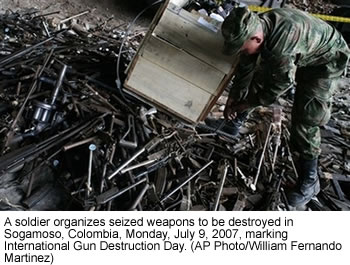 A soldier organizes seized weapons to be destroyed in
Sogamoso, Colombia, Monday, July 9, 2007, marking
International Gun Destruction Day. (AP Photo/William Fernando
Martinez)